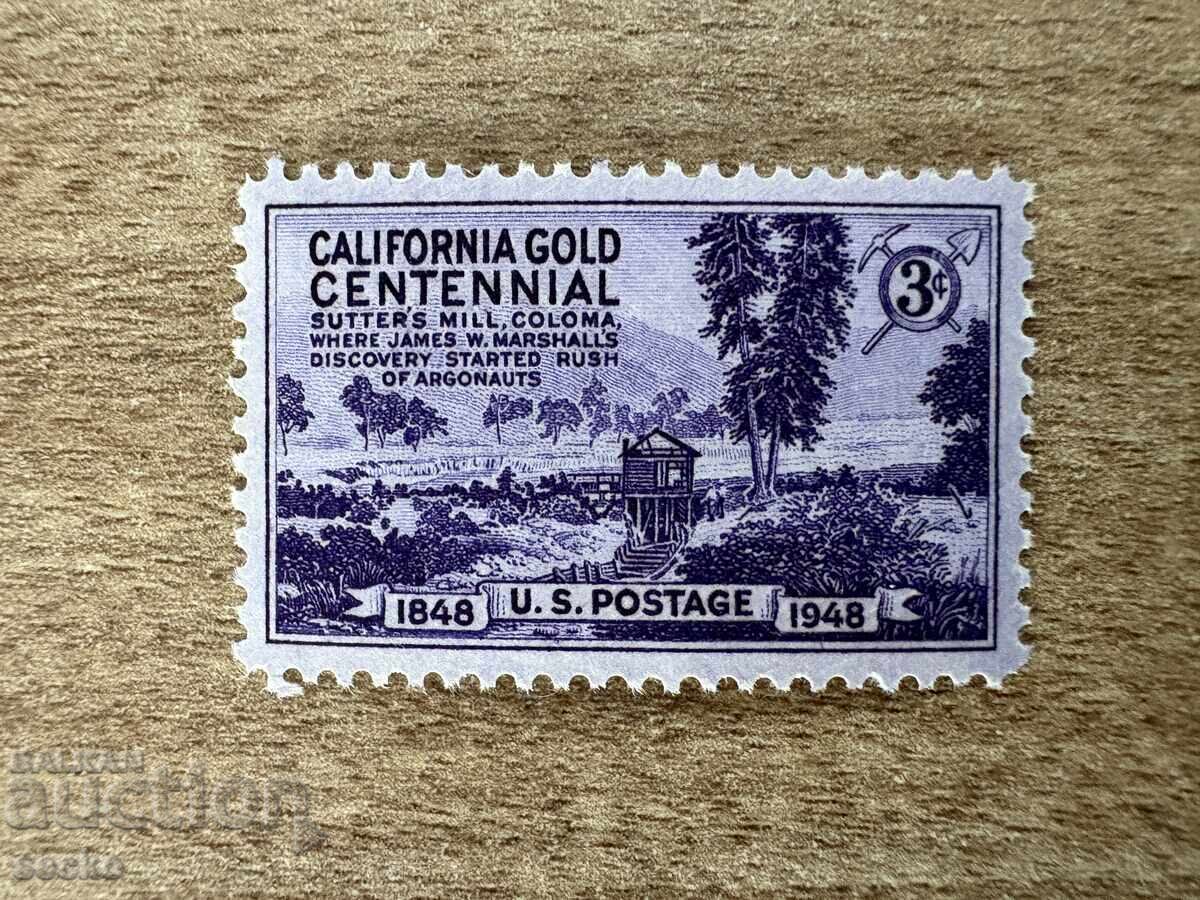 CALIFORNIA GOLD
CENTENNIAL
SUTTER'S MILL, COLOMA,
WHERE JAMES W. MARSHALL'S
DISCOVERY STARTED RUSH
OF ARGONAUTS
3¢
1848 U.S. POSTAGE 1948
BALKAN
auction
secko